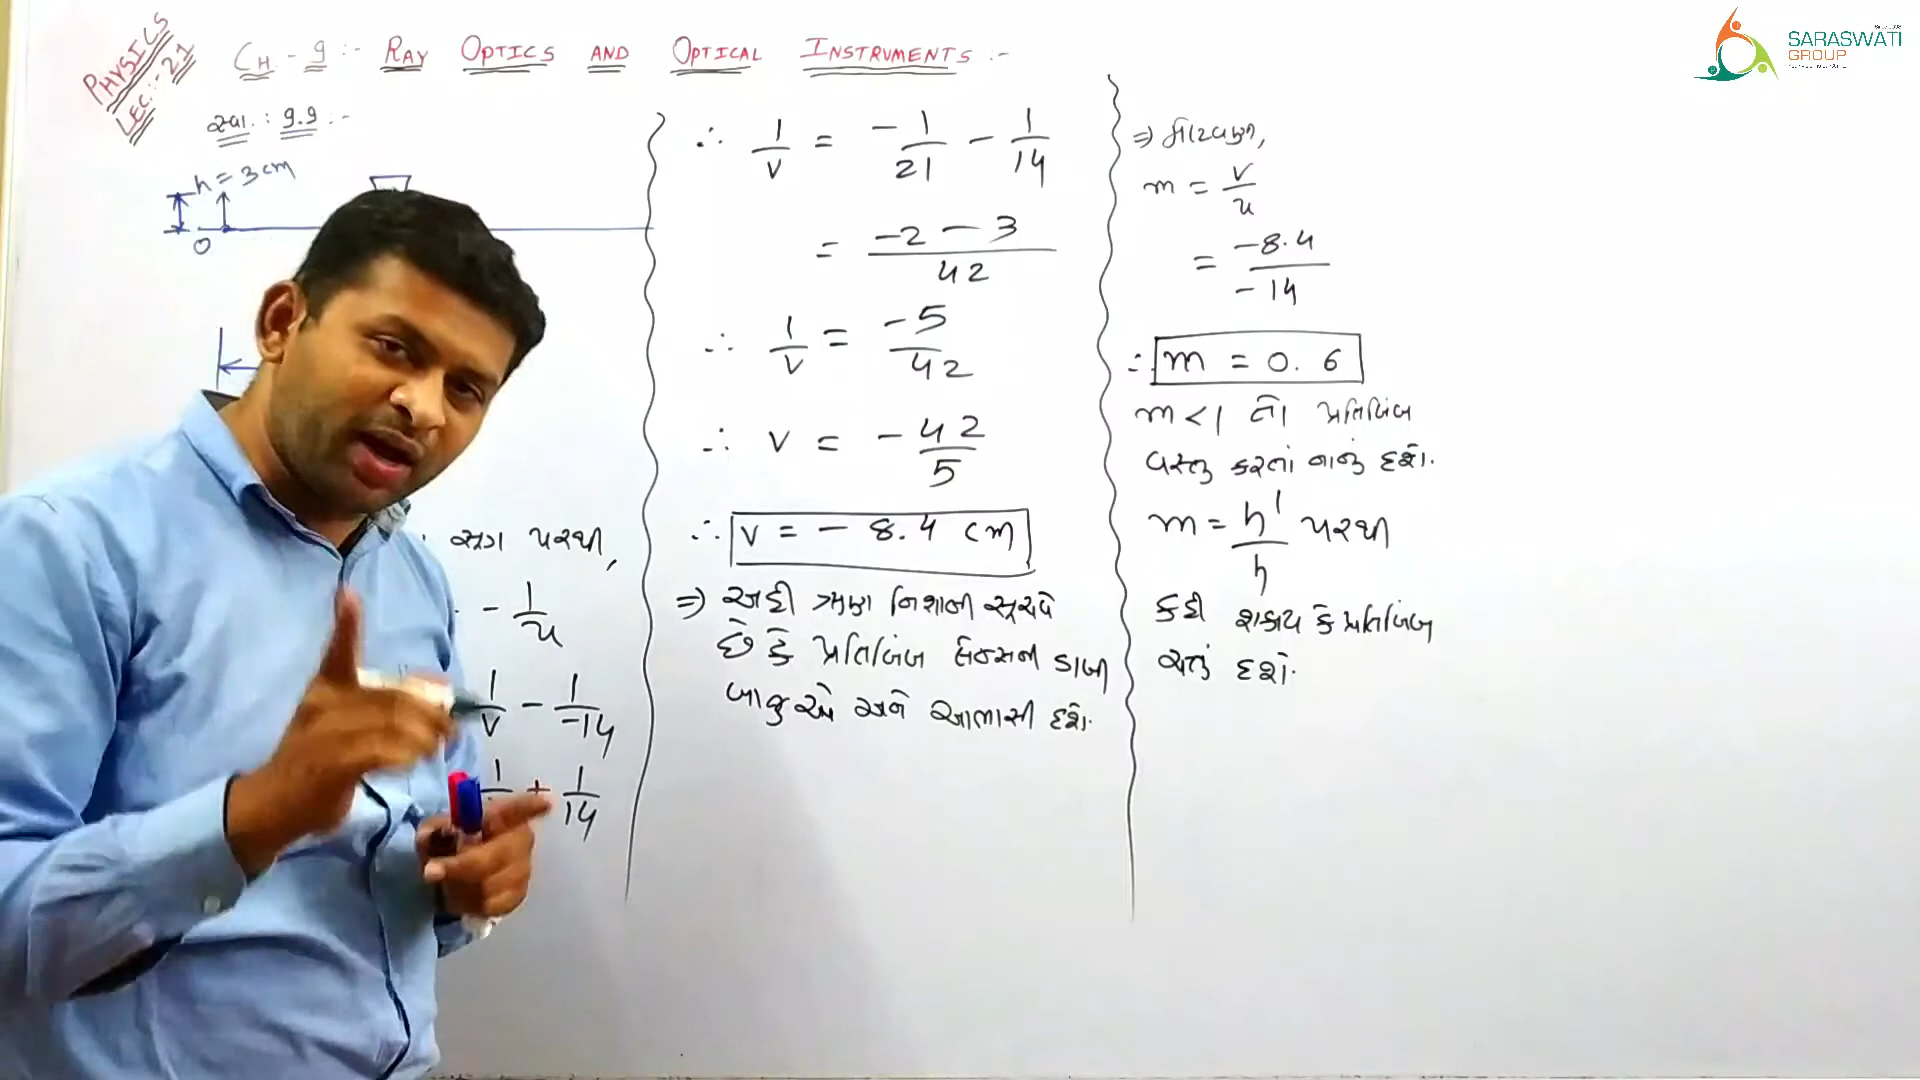 PHYSICS
LEC:- 21
CH - 9 :- RAY OPTICS AND OPTICAL INSTRUMENTS :-
સ્વા. : 9.9 :-
h = 3 cm
O
સૂત્ર પરથી,
- 1/u
1/v - 1/-14
+ 1/14
∴ 1/v = -1/21 - 1/14
= -2 - 3 / 42
∴ 1/v = -5/42
∴ v = - 42/5
∴ v = - 8.4 cm
⇒ અહીં ઋણ નિશાની સૂચવે
છે કે પ્રતિબિંબ લેન્સની ડાબી
બાજુએ અને આભાસી હશે.
⇒ મોટવણી,
m = v/u
= -8.4 / -14
∴ m = 0.6
m < 1 તો પ્રતિબિંબ
વસ્તુ કરતાં નાનું હશે.
m = h'/h પરથી
કહી શકાય કે પ્રતિબિંબ
ચત્તું હશે.
SARASWATI
GROUP